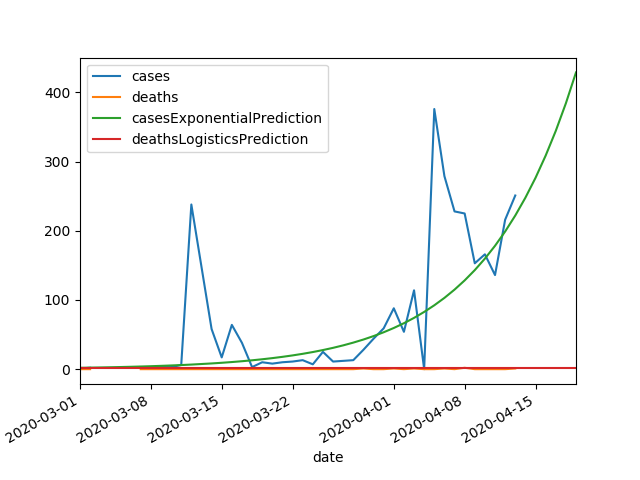 cases
deaths
casesExponentialPrediction
deathsLogisticsPrediction
400
300
200
100
0
2020-03-01
2020-03-08
2020-03-15
2020-03-22
2020-04-01
2020-04-08
2020-04-15
date